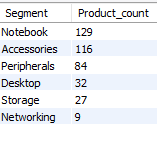 Segment Product_count
Notebook 129
Accessories 116
Peripherals 84
Desktop 32
Storage 27
Networking 9